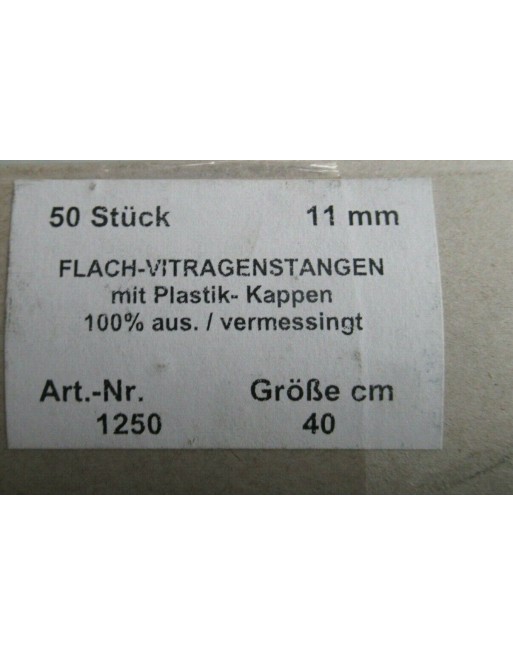 50 Stück 11 mm
FLACH-VITRAGENSTANGEN
mit Plastik- Kappen
100% aus. / vermessingt
Art.-Nr. Größe cm
1250 40